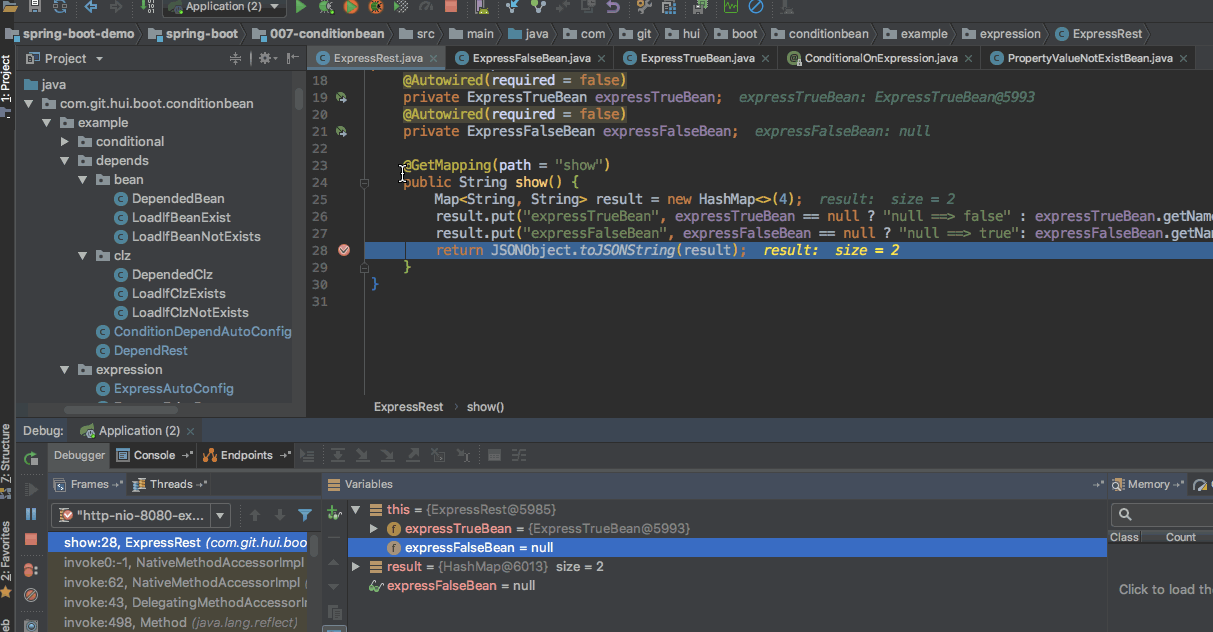 Application (2)
spring-boot-demo spring-boot 007-conditionbean src main java com git hui boot conditionbean example expression ExpressRest
Project ExpressRest.java ExpressFalseBean.java ExpressTrueBean.java ConditionalOnExpression.java PropertyValueNotExistBean.java
1: Project
java
com.git.hui.boot.conditionbean
example
conditional
depends
bean
DependedBean
LoadIfBeanExist
LoadIfBeanNotExists
clz
DependedClz
LoadIfClzExists
LoadIfClzNotExists
ConditionDependAutoConfig
DependRest
expression
ExpressAutoConfig
18 @Autowired(required = false)
19 private ExpressTrueBean expressTrueBean; expressTrueBean: ExpressTrueBean@5993
20 @Autowired(required = false)
21 private ExpressFalseBean expressFalseBean; expressFalseBean: null
22
23 @GetMapping(path = "show")
24 public String show() {
25 Map<String, String> result = new HashMap<>(4); result: size = 2
26 result.put("expressTrueBean", expressTrueBean == null ? "null ==> false" : expressTrueBean.getNam
27 result.put("expressFalseBean", expressFalseBean == null ? "null ==> true": expressFalseBean.getNa
28 return JSONObject.toJSONString(result); result: size = 2
29 }
30 }
31
ExpressRest show()
Debug: Application (2)
Debugger Console Endpoints
Frames Threads Variables Memory
7: Structure
2: Favorites
eb
"http-nio-8080-ex...
show:28, ExpressRest (com.git.hui.boo
invoke0:-1, NativeMethodAccessorImpl
invoke:62, NativeMethodAccessorImpl
invoke:43, DelegatingMethodAccessorI
invoke:498, Method (java.lang.reflect)
this = {ExpressRest@5985}
expressTrueBean = {ExpressTrueBean@5993}
expressFalseBean = null
result = {HashMap@6013} size = 2
expressFalseBean = null
Class Count
Click to load the